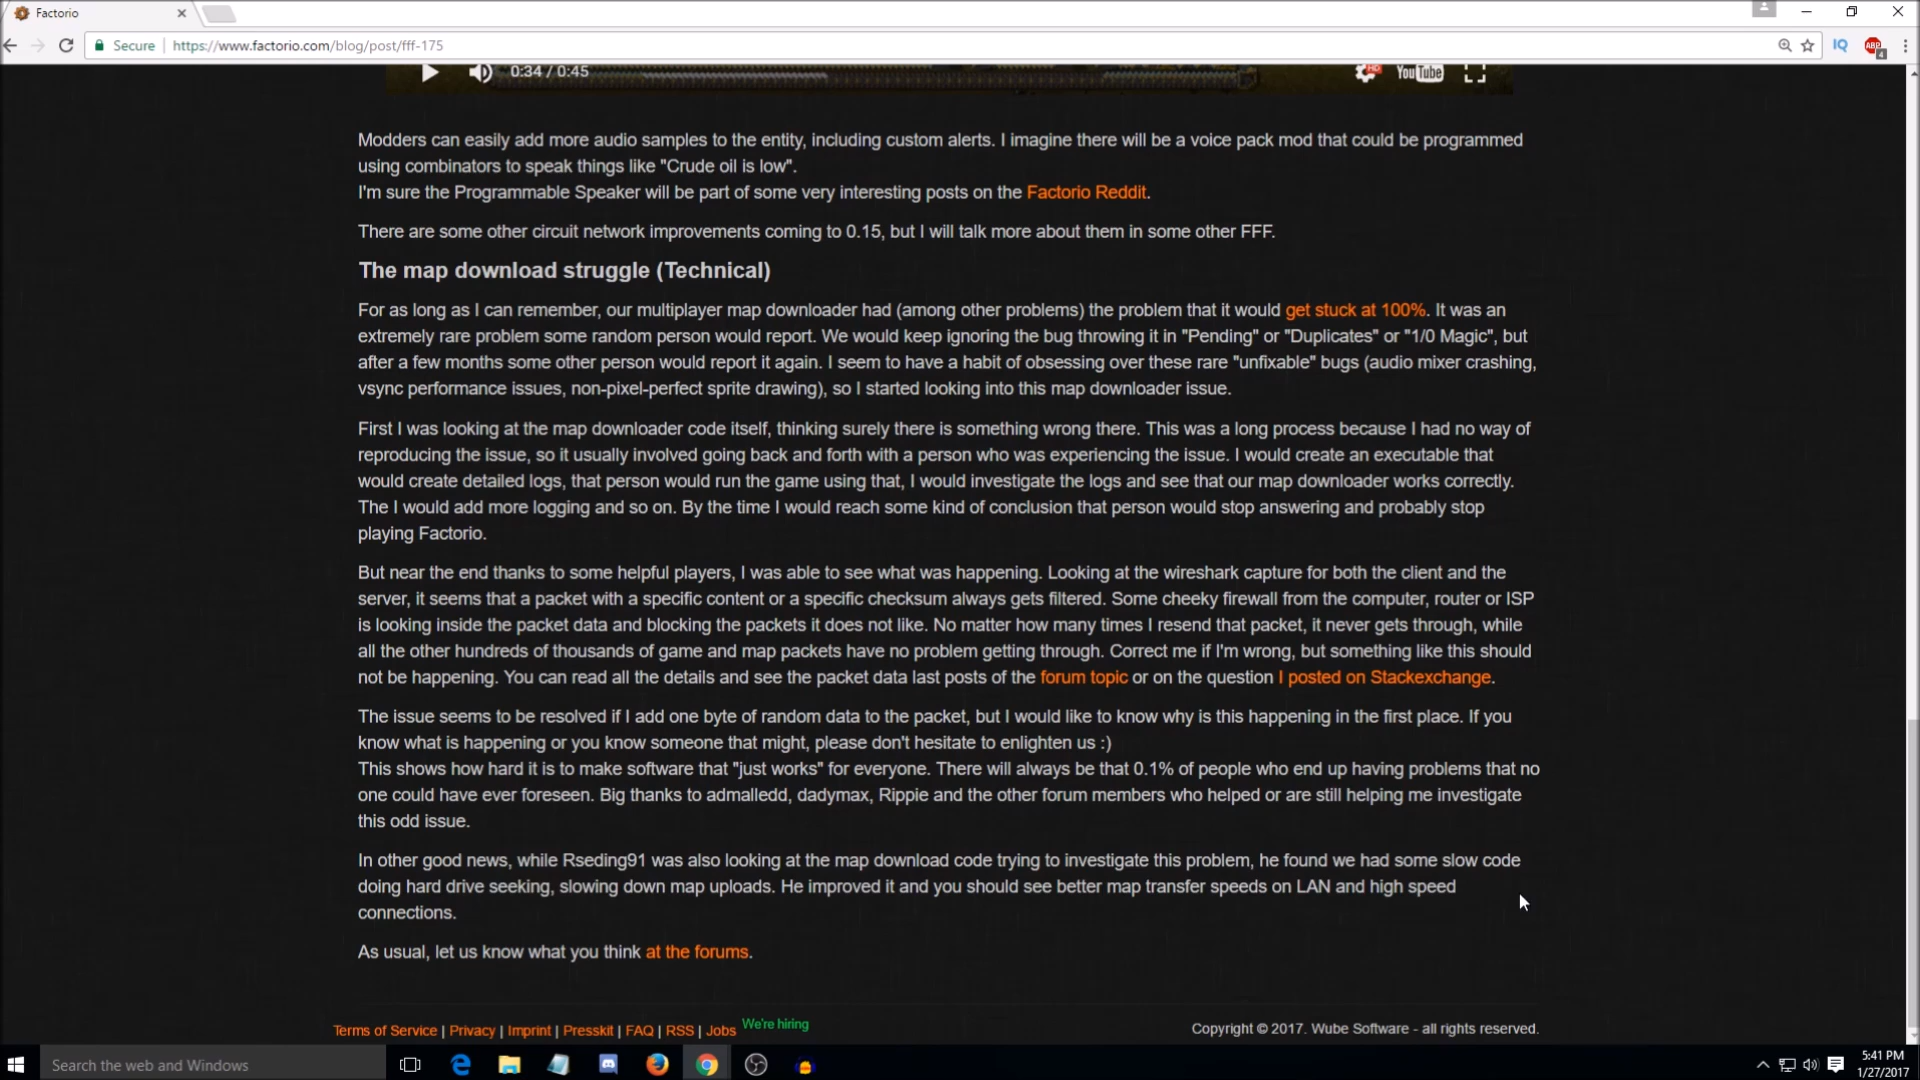 Factorio
Secure | https://www.factorio.com/blog/post/fff-175
IQ
ABP
4
0:34 / 0:45
HD
YouTube
Modders can easily add more audio samples to the entity, including custom alerts. I imagine there will be a voice pack mod that could be programmed
using combinators to speak things like "Crude oil is low".
I'm sure the Programmable Speaker will be part of some very interesting posts on the Factorio Reddit.
There are some other circuit network improvements coming to 0.15, but I will talk more about them in some other FFF.
The map download struggle (Technical)
For as long as I can remember, our multiplayer map downloader had (among other problems) the problem that it would get stuck at 100%. It was an
extremely rare problem some random person would report. We would keep ignoring the bug throwing it in "Pending" or "Duplicates" or "1/0 Magic", but
after a few months some other person would report it again. I seem to have a habit of obsessing over these rare "unfixable" bugs (audio mixer crashing,
vsync performance issues, non-pixel-perfect sprite drawing), so I started looking into this map downloader issue.
First I was looking at the map downloader code itself, thinking surely there is something wrong there. This was a long process because I had no way of
reproducing the issue, so it usually involved going back and forth with a person who was experiencing the issue. I would create an executable that
would create detailed logs, that person would run the game using that, I would investigate the logs and see that our map downloader works correctly.
The I would add more logging and so on. By the time I would reach some kind of conclusion that person would stop answering and probably stop
playing Factorio.
But near the end thanks to some helpful players, I was able to see what was happening. Looking at the wireshark capture for both the client and the
server, it seems that a packet with a specific content or a specific checksum always gets filtered. Some cheeky firewall from the computer, router or ISP
is looking inside the packet data and blocking the packets it does not like. No matter how many times I resend that packet, it never gets through, while
all the other hundreds of thousands of game and map packets have no problem getting through. Correct me if I'm wrong, but something like this should
not be happening. You can read all the details and see the packet data last posts of the forum topic or on the question I posted on Stackexchange.
The issue seems to be resolved if I add one byte of random data to the packet, but I would like to know why is this happening in the first place. If you
know what is happening or you know someone that might, please don't hesitate to enlighten us :)
This shows how hard it is to make software that "just works" for everyone. There will always be that 0.1% of people who end up having problems that no
one could have ever foreseen. Big thanks to admalledd, dadymax, Rippie and the other forum members who helped or are still helping me investigate
this odd issue.
In other good news, while Rseding91 was also looking at the map download code trying to investigate this problem, he found we had some slow code
doing hard drive seeking, slowing down map uploads. He improved it and you should see better map transfer speeds on LAN and high speed
connections.
As usual, let us know what you think at the forums.
Terms of Service | Privacy | Imprint | Presskit | FAQ | RSS | Jobs We're hiring
Copyright © 2017. Wube Software - all rights reserved.
Search the web and Windows
5:41 PM
1/27/2017